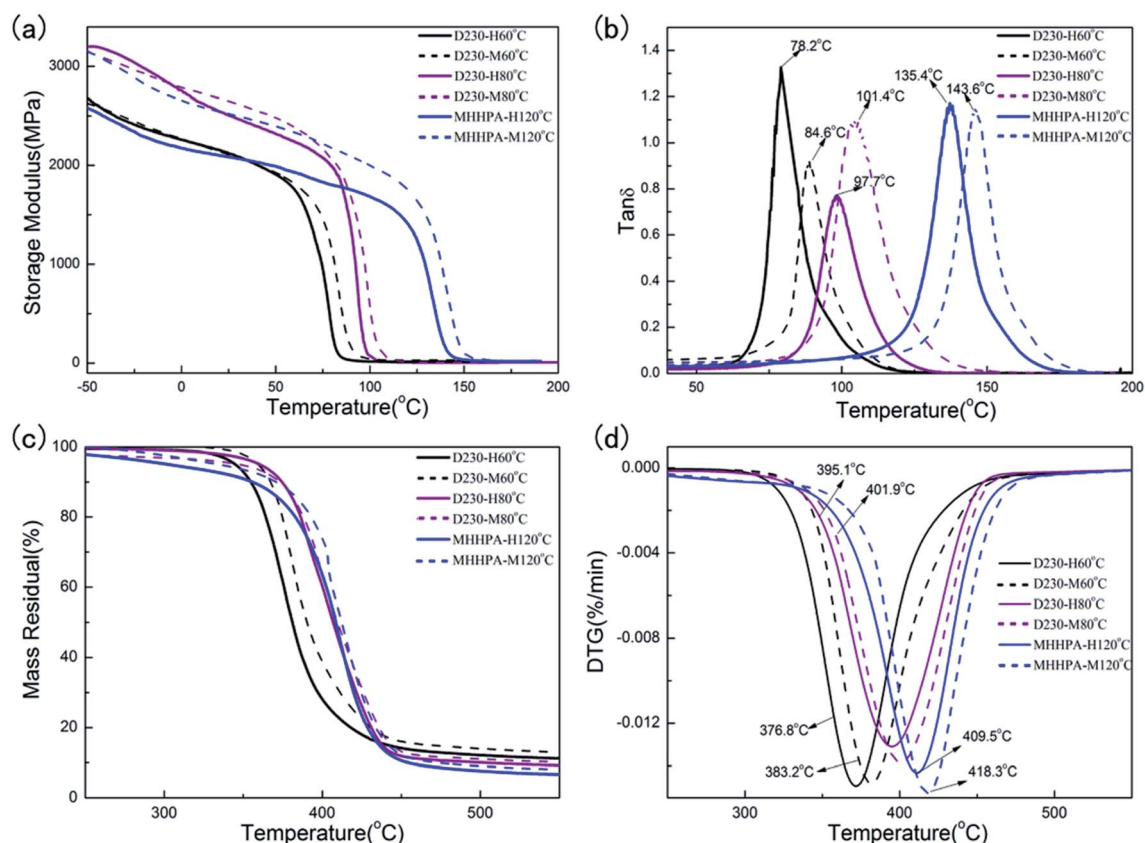 (a)
D230-H60°C
D230-M60°C
D230-H80°C
D230-M80°C
MHHPA-H120°C
MHHPA-M120°C
3000
2000
1000
0
Storage Modulus(MPa)
-50 0 50 100 150 200
Temperature(°C)
(b)
D230-H60°C
D230-M60°C
D230-H80°C
D230-M80°C
MHHPA-H120°C
MHHPA-M120°C
78.2°C
135.4°C
143.6°C
101.4°C
84.6°C
97.7°C
1.4
1.2
1.0
0.8
0.6
0.4
0.2
0.0
Tanδ
50 100 150 200
Temperature(°C)
(c)
D230-H60°C
D230-M60°C
D230-H80°C
D230-M80°C
MHHPA-H120°C
MHHPA-M120°C
100
80
60
40
20
0
Mass Residual(%)
300 400 500
Temperature(°C)
(d)
395.1°C
401.9°C
D230-H60°C
D230-M60°C
D230-H80°C
D230-M80°C
MHHPA-H120°C
MHHPA-M120°C
376.8°C
383.2°C
409.5°C
418.3°C
0.000
-0.004
-0.008
-0.012
DTG(%/min)
300 400 500
Temperature(°C)